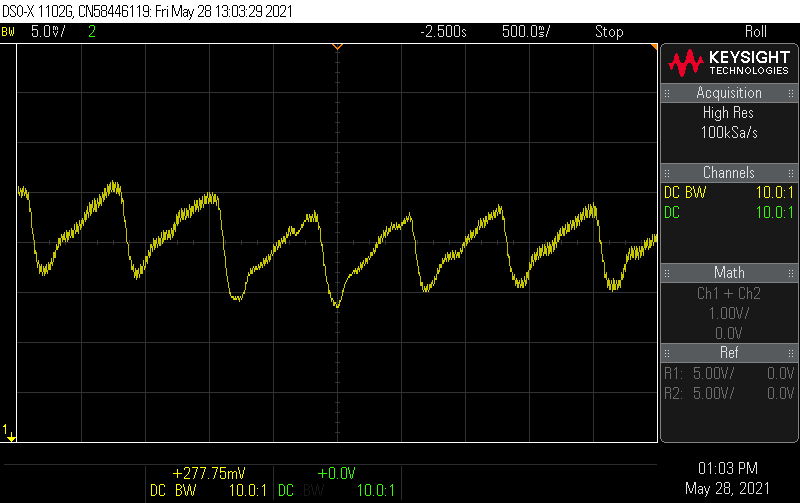 DSO-X 1102G, CN58446119: Fri May 28 13:03:29 2021
BW 5.0V/ 2 -2.500s 500.0ms/ Stop Roll
KEYSIGHT
TECHNOLOGIES
Acquisition
High Res
100kSa/s
Channels
DC BW 10.0:1
DC 10.0:1
Math
Ch1 + Ch2
1.00V/
0.0V
Ref
R1: 5.00V/ 0.0V
R2: 5.00V/ 0.0V
1
+277.75mV +0.0V
DC BW 10.0:1 DC BW 10.0:1
01:03 PM
May 28, 2021